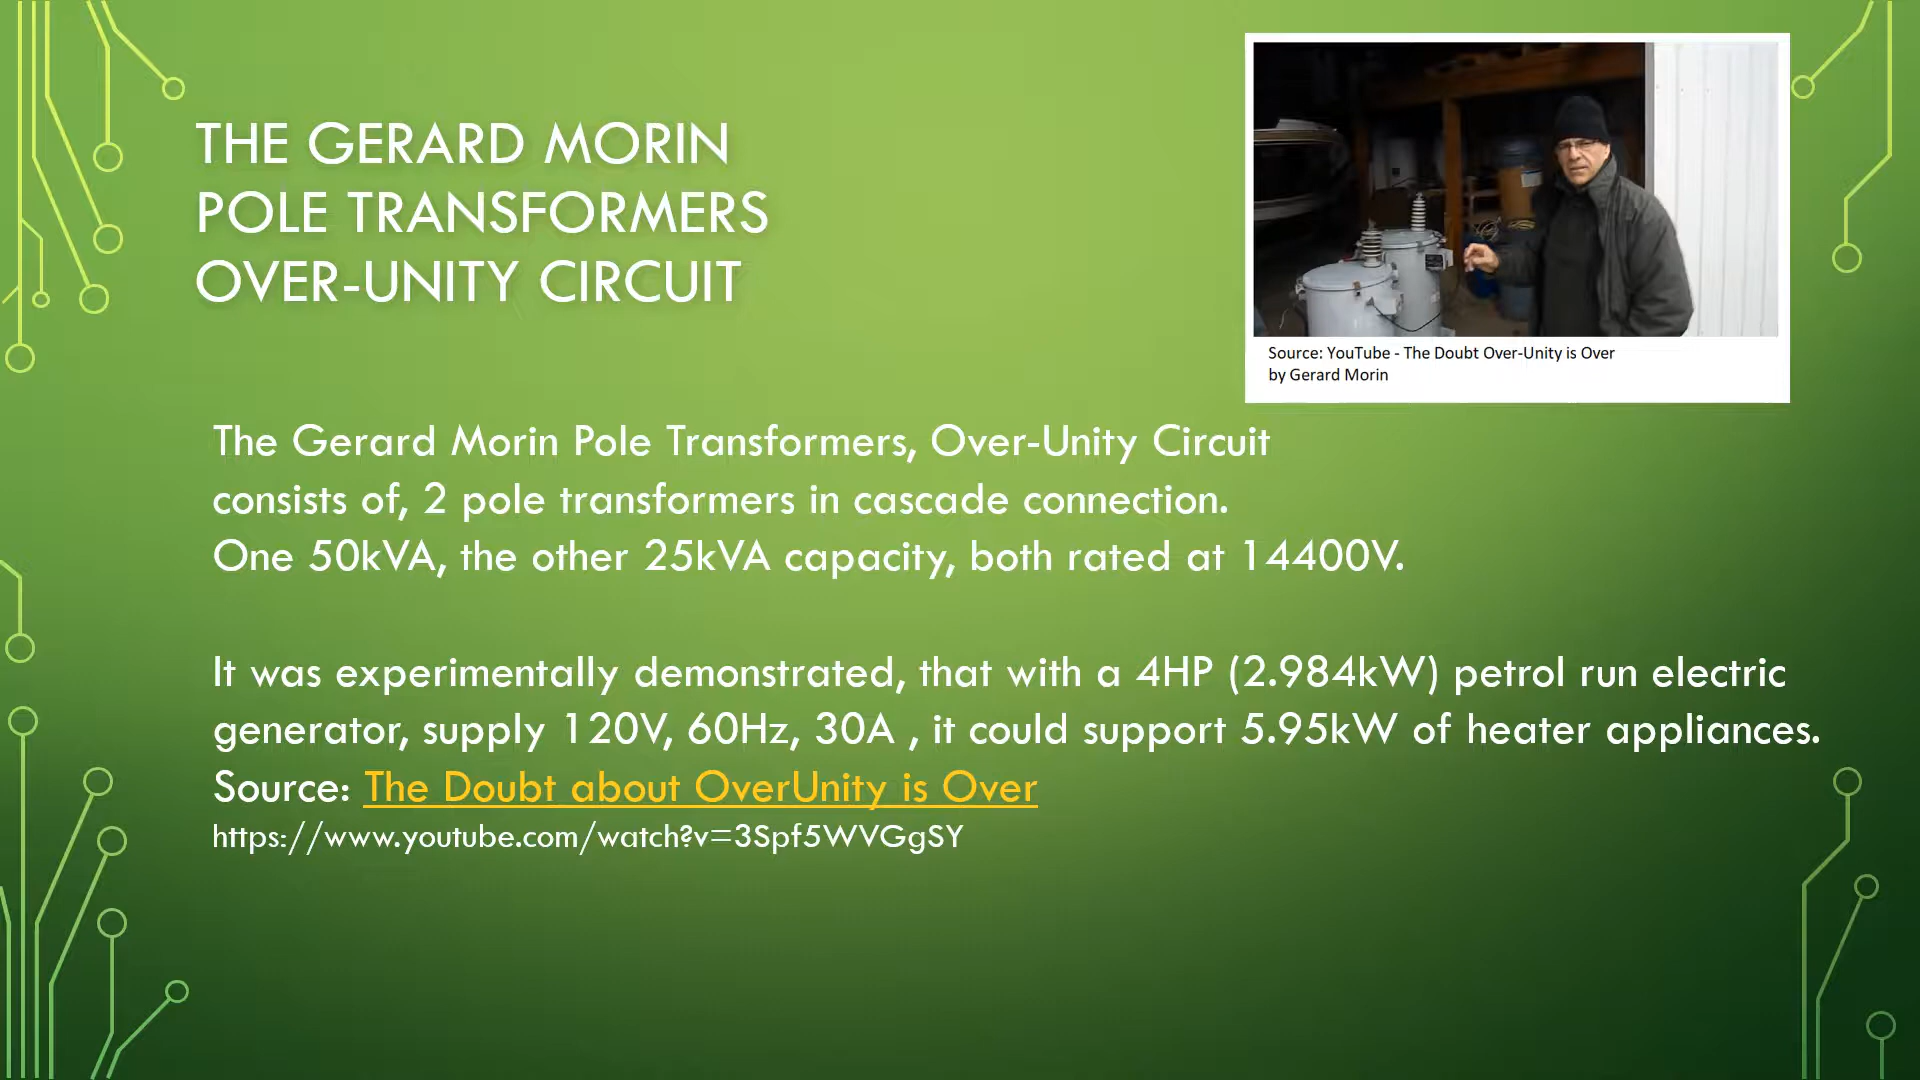 THE GERARD MORIN
POLE TRANSFORMERS
OVER-UNITY CIRCUIT
Source: YouTube - The Doubt Over-Unity is Over
by Gerard Morin
The Gerard Morin Pole Transformers, Over-Unity Circuit
consists of, 2 pole transformers in cascade connection.
One 50kVA, the other 25kVA capacity, both rated at 14400V.
It was experimentally demonstrated, that with a 4HP (2.984kW) petrol run electric
generator, supply 120V, 60Hz, 30A , it could support 5.95kW of heater appliances.
Source: The Doubt about OverUnity is Over
https://www.youtube.com/watch?v=3Spf5WVGgSY